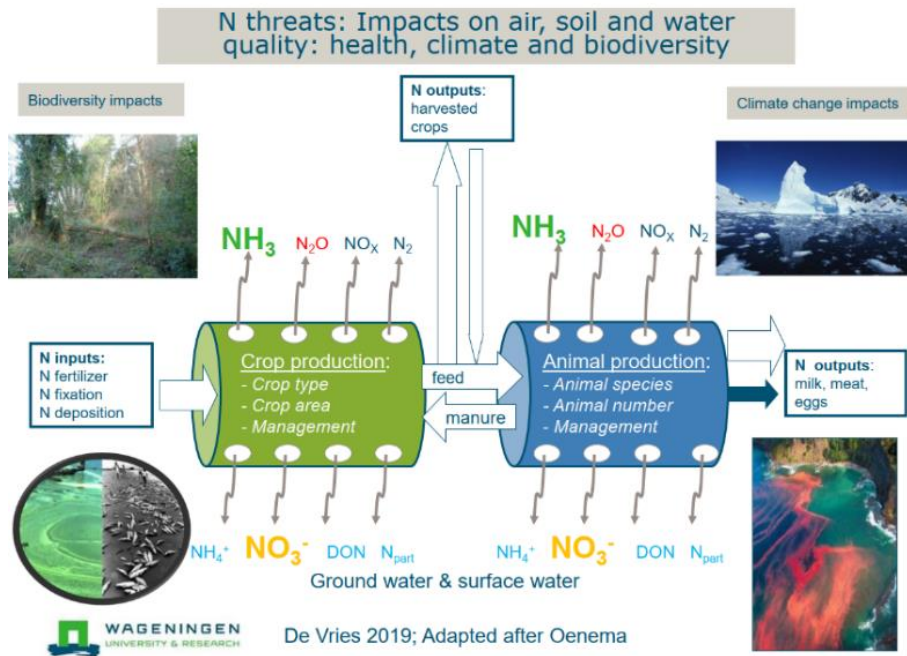 N threats: Impacts on air, soil and water
quality: health, climate and biodiversity
Biodiversity impacts
N outputs:
harvested
crops
Climate change impacts
NH₃ N₂O NOₓ N₂
NH₃ N₂O NOₓ N₂
N inputs:
N fertilizer
N fixation
N deposition
Crop production:
- Crop type
- Crop area
- Management
feed
manure
Animal production:
- Animal species
- Animal number
- Management
N outputs:
milk, meat,
eggs
NH₄⁺ NO₃⁻ DON Npart
NH₄⁺ NO₃⁻ DON Npart
Ground water & surface water
WAGENINGEN
UNIVERSITY & RESEARCH
De Vries 2019; Adapted after Oenema